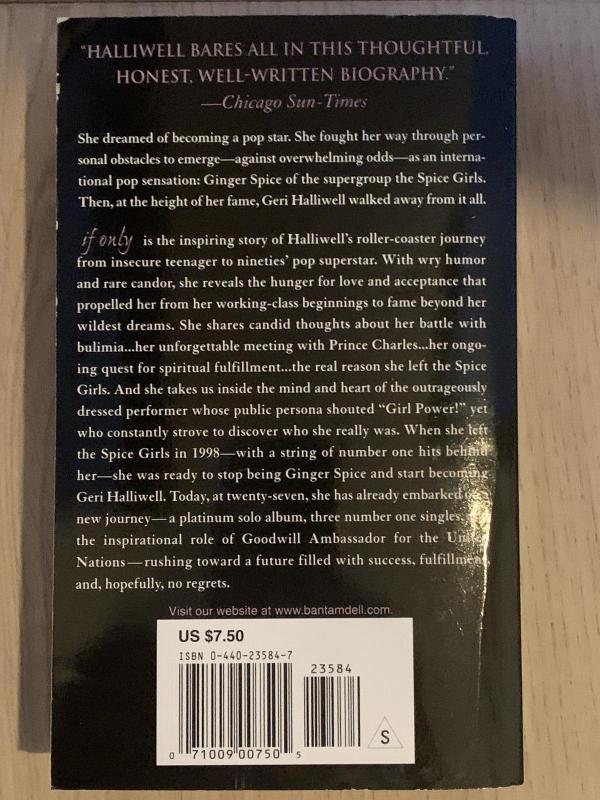 "HALLIWELL BARES ALL IN THIS THOUGHTFUL,
HONEST, WELL-WRITTEN BIOGRAPHY."
—Chicago Sun-Times
She dreamed of becoming a pop star. She fought her way through per-
sonal obstacles to emerge—against overwhelming odds—as an interna-
tional pop sensation: Ginger Spice of the supergroup the Spice Girls.
Then, at the height of her fame, Geri Halliwell walked away from it all.
if only is the inspiring story of Halliwell's roller-coaster journey
from insecure teenager to nineties' pop superstar. With wry humor
and rare candor, she reveals the hunger for love and acceptance that
propelled her from her working-class beginnings to fame beyond her
wildest dreams. She shares candid thoughts about her battle with
bulimia...her unforgettable meeting with Prince Charles...her ongo-
ing quest for spiritual fulfillment...the real reason she left the Spice
Girls. And she takes us inside the mind and heart of the outrageously
dressed performer whose public persona shouted "Girl Power!" yet
who constantly strove to discover who she really was. When she left
the Spice Girls in 1998—with a string of number one hits behind
her—she was ready to stop being Ginger Spice and start becoming
Geri Halliwell. Today, at twenty-seven, she has already embarked
new journey—a platinum solo album, three number one singles,
the inspirational role of Goodwill Ambassador for the United
Nations—rushing toward a future filled with success, fulfillment,
and, hopefully, no regrets.
Visit our website at www.bantamdell.com.
US $7.50
ISBN 0-440-23584-7
23584
0 71009 00750 5
S